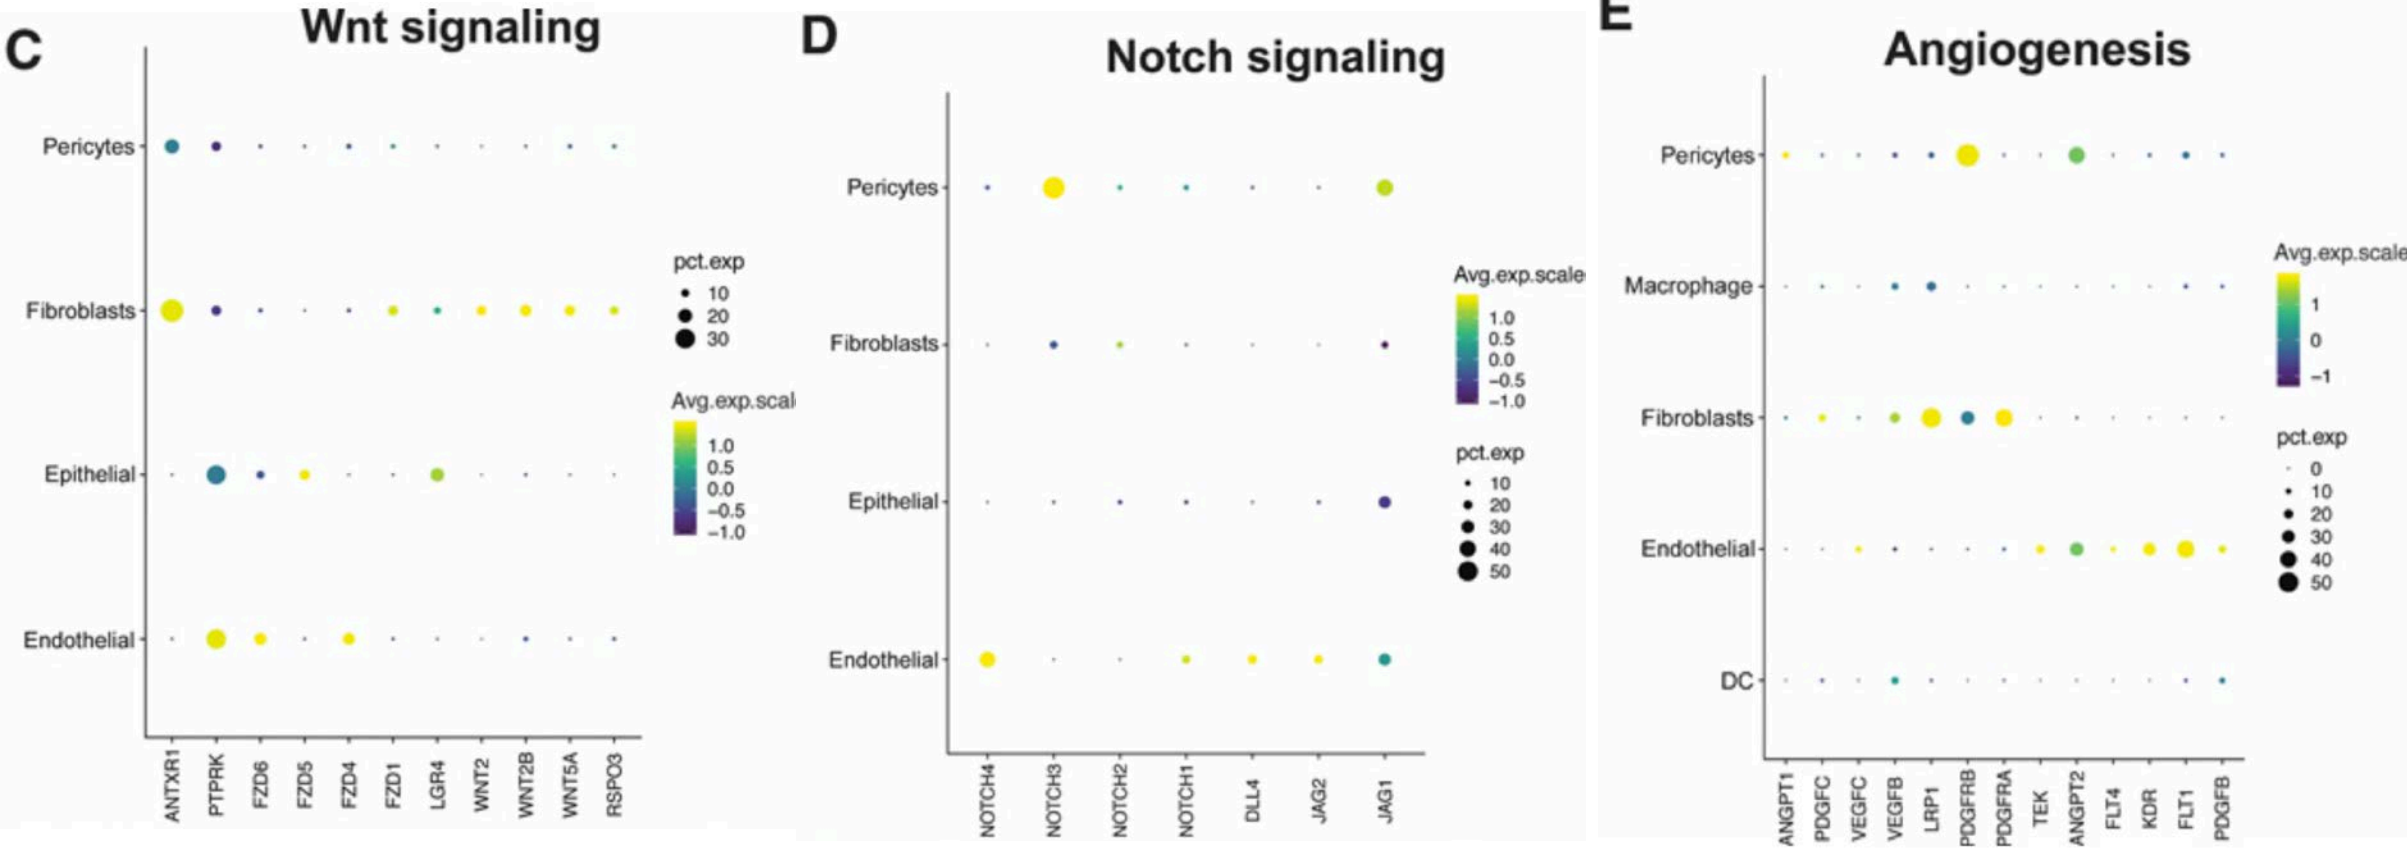 C
Wnt signaling
Pericytes
Fibroblasts
Epithelial
Endothelial
ANTXR1
PTPRK
FZD6
FZD5
FZD4
FZD1
LGR4
WNT2
WNT2B
WNT5A
RSPO3
pct.exp
10
20
30
Avg.exp.scal
1.0
0.5
0.0
−0.5
−1.0
D
Notch signaling
Pericytes
Fibroblasts
Epithelial
Endothelial
NOTCH4
NOTCH3
NOTCH2
NOTCH1
DLL4
JAG2
JAG1
Avg.exp.scale
1.0
0.5
0.0
−0.5
−1.0
pct.exp
10
20
30
40
50
E
Angiogenesis
Pericytes
Macrophage
Fibroblasts
Endothelial
DC
ANGPT1
PDGFC
VEGFC
VEGFB
LRP1
PDGFRB
PDGFRA
TEK
ANGPT2
FLT4
KDR
FLT1
PDGFB
Avg.exp.scale
1
0
−1
pct.exp
0
10
20
30
40
50